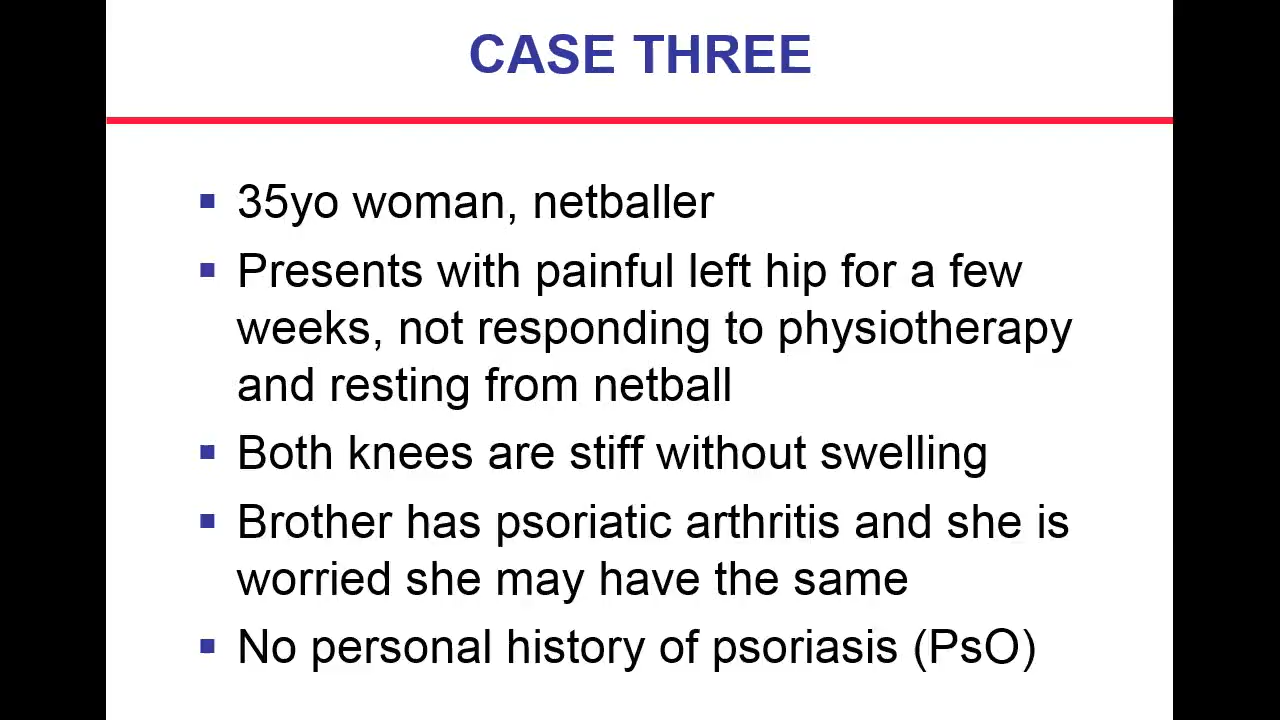 CASE THREE
▪ 35yo woman, netballer
▪ Presents with painful left hip for a few
weeks, not responding to physiotherapy
and resting from netball
▪ Both knees are stiff without swelling
▪ Brother has psoriatic arthritis and she is
worried she may have the same
▪ No personal history of psoriasis (PsO)